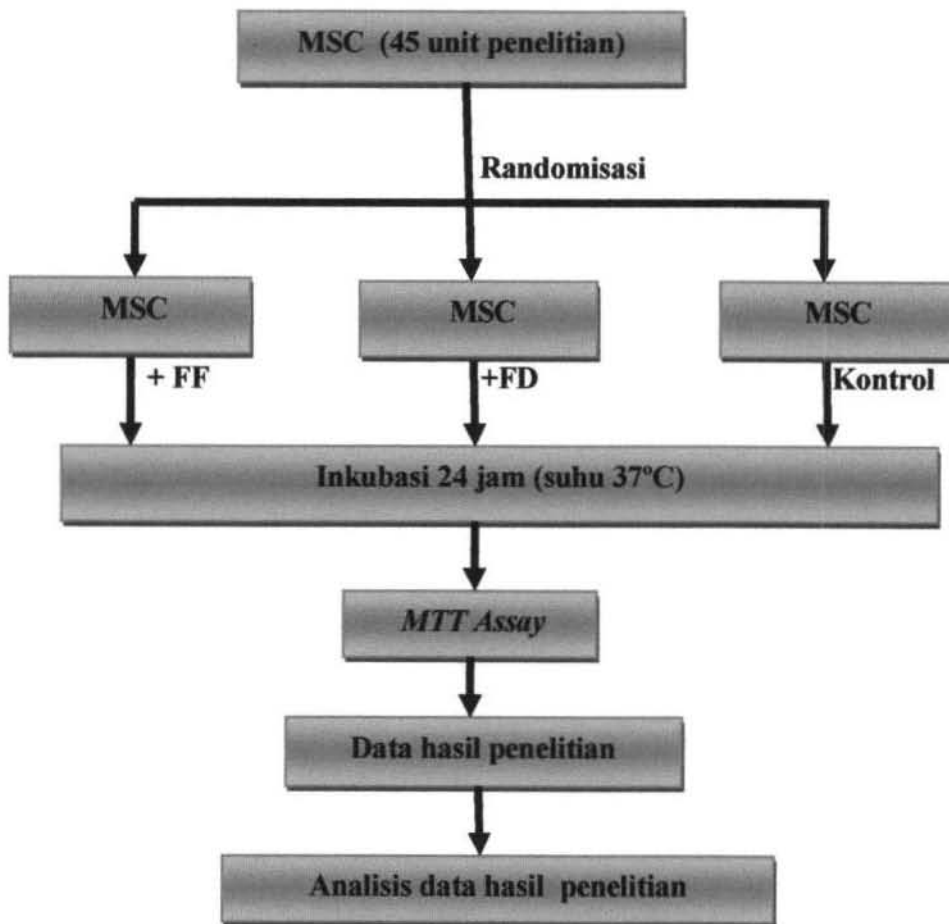 MSC (45 unit penelitian)
Randomisasi
MSC
MSC
MSC
+ FF
+FD
Kontrol
Inkubasi 24 jam (suhu 37ºC)
MTT Assay
Data hasil penelitian
Analisis data hasil penelitian